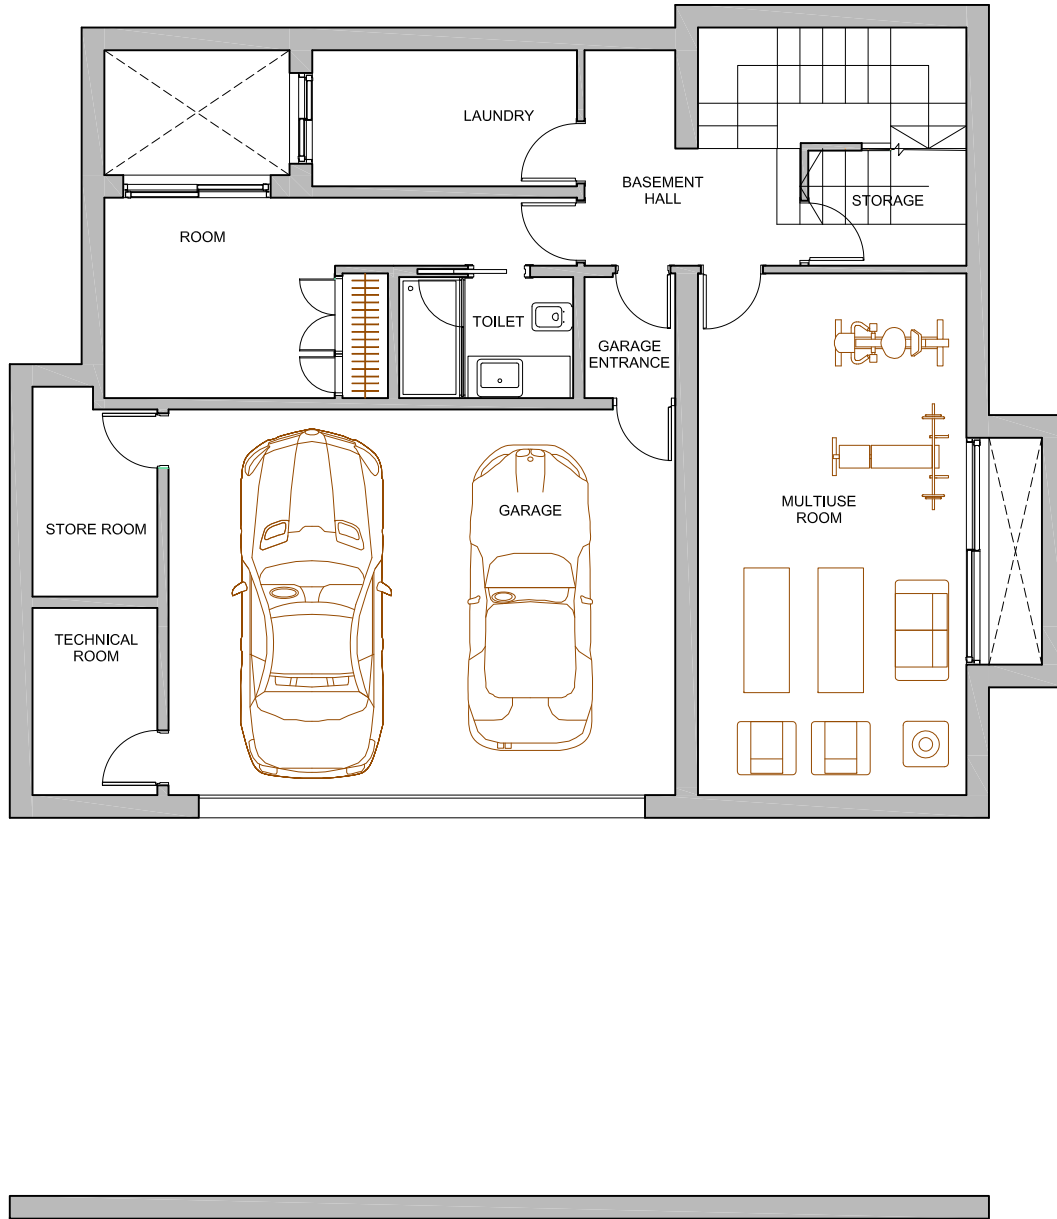 LAUNDRY
BASEMENT
HALL
STORAGE
ROOM
TOILET
GARAGE
ENTRANCE
STORE ROOM
GARAGE
MULTIUSE
ROOM
TECHNICAL
ROOM